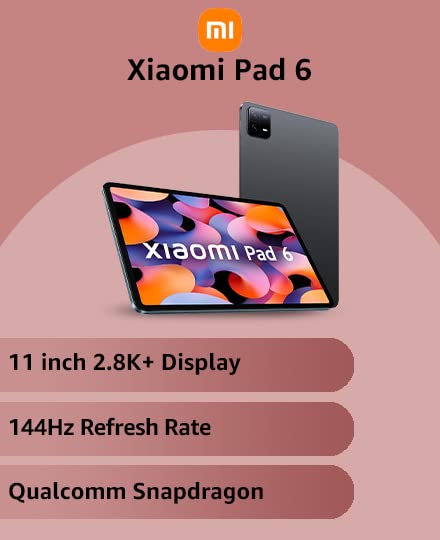 mi
Xiaomi Pad 6
xiaomi Pad 6
11 inch 2.8K+ Display
144Hz Refresh Rate
Qualcomm Snapdragon